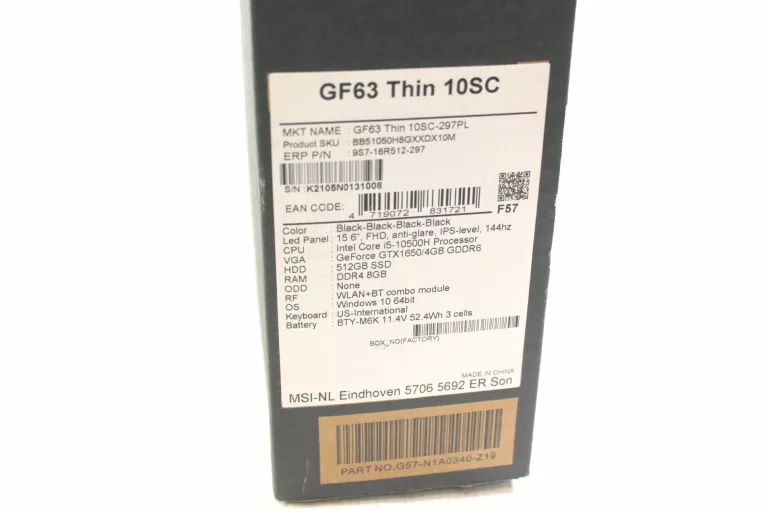 GF63 Thin 10SC
MKT NAME : GF63 Thin 10SC-297PL
Product SKU : BB51050H8GXXDX10M
ERP P/N : 9S7-16R512-297
S/N : K2105N0131008
EAN CODE: 4 719072 831721
F57
Color : Black-Black-Black-Black
Led Panel : 15.6", FHD, anti-glare, IPS-level, 144hz
CPU : Intel Core i5-10500H Processor
VGA : GeForce GTX1650/4GB GDDR6
HDD : 512GB SSD
RAM : DDR4 8GB
ODD : None
RF : WLAN+BT combo module
OS : Windows 10 64bit
Keyboard : US-International
Battery : BTY-M6K 11.4V 52.4Wh 3 cells
BOX_NO(FACTORY)
MADE IN CHINA
MSI-NL Eindhoven 5706 5692 ER Son
PART NO.G57-N1A0340-Z19